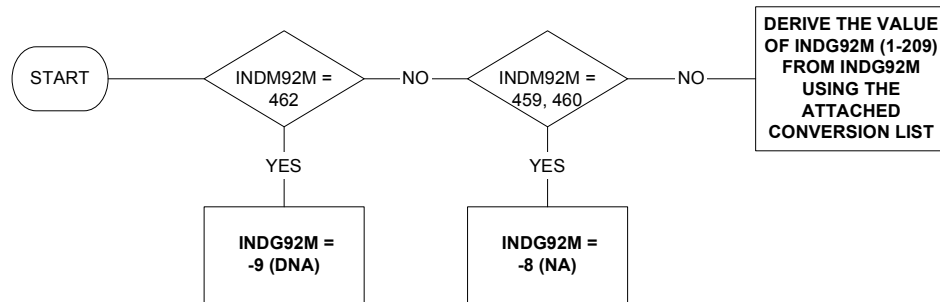 START
INDM92M =
462
NO
INDM92M =
459, 460
NO
DERIVE THE VALUE
OF INDG92M (1-209)
FROM INDG92M
USING THE
ATTACHED
CONVERSION LIST
YES
YES
INDG92M =
-9 (DNA)
INDG92M =
-8 (NA)